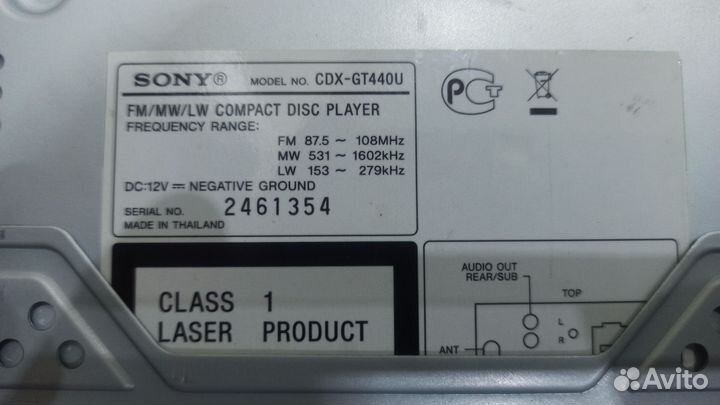 SONY® MODEL NO. CDX-GT440U
FM/MW/LW COMPACT DISC PLAYER
FREQUENCY RANGE:
FM 87.5 ~ 108MHz
MW 531 ~ 1602kHz
LW 153 ~ 279kHz
DC:12V ⎓ NEGATIVE GROUND
SERIAL NO. 2461354
MADE IN THAILAND
РСТ
CLASS 1
LASER PRODUCT
AUDIO OUT
REAR/SUB
TOP
L
R
ANT
Avito